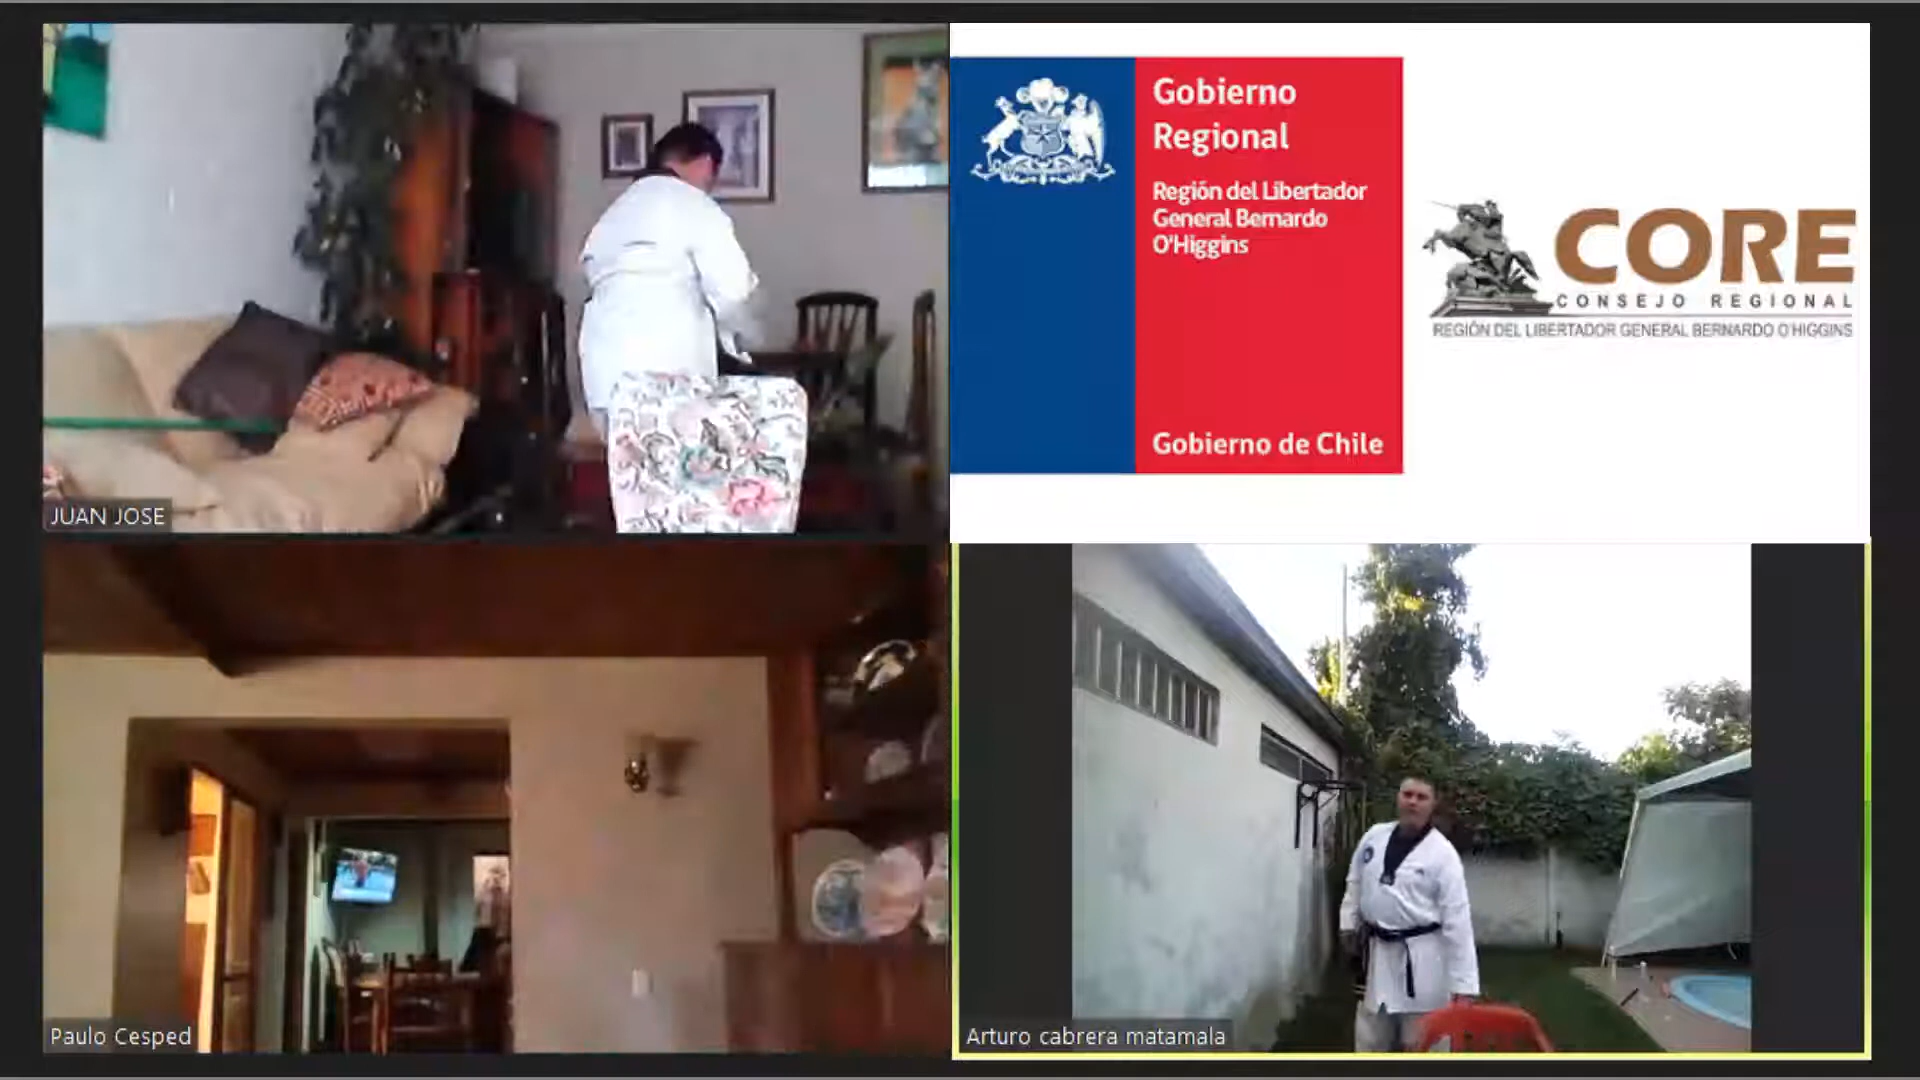 JUAN JOSE
Gobierno
Regional
Región del Libertador
General Bernardo
O'Higgins
Gobierno de Chile
CORE
CONSEJO REGIONAL
REGIÓN DEL LIBERTADOR GENERAL BERNARDO O'HIGGINS
Paulo Cesped
Arturo cabrera matamala